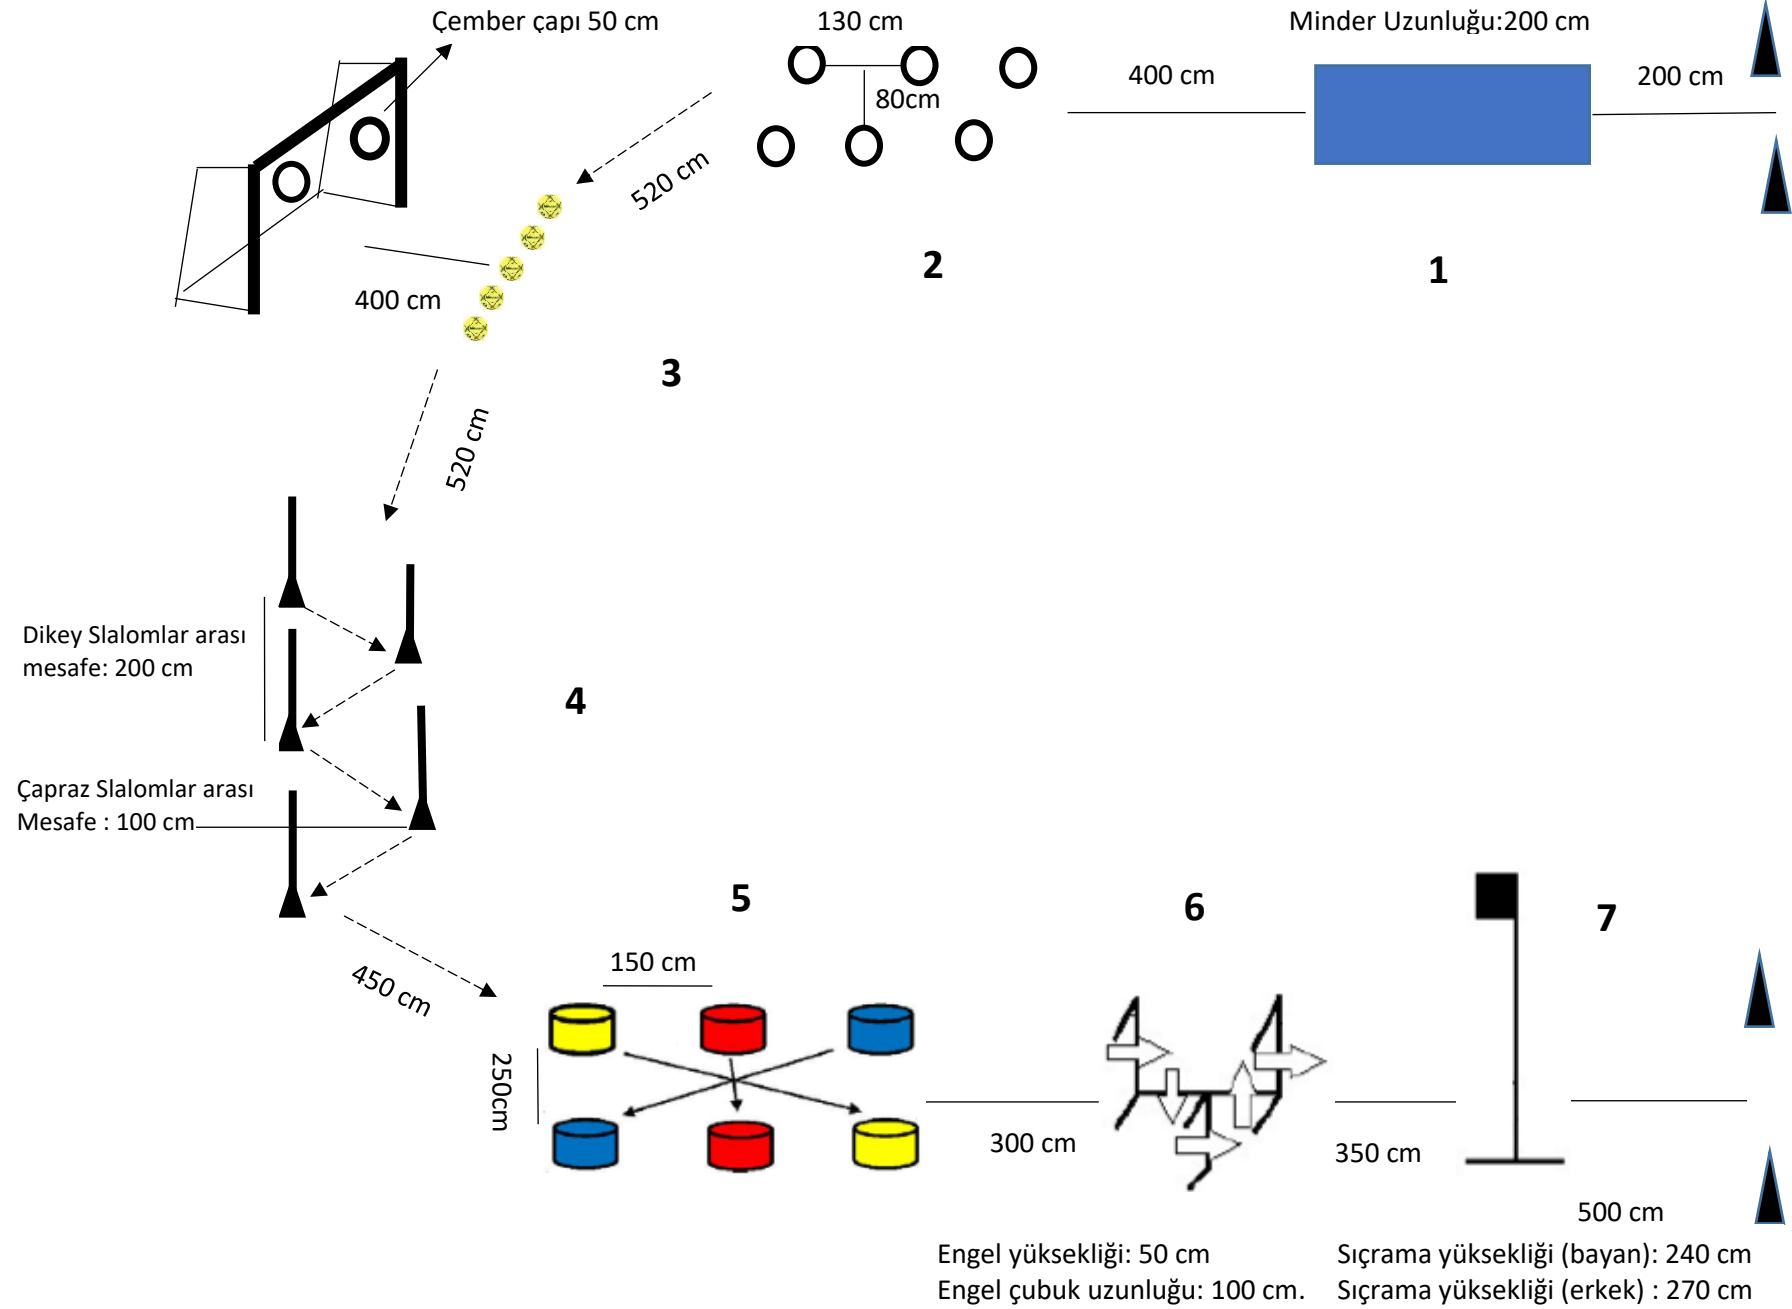 Çember çapı 50 cm
130 cm
Minder Uzunluğu:200 cm
400 cm
200 cm
80cm
520 cm
2
1
400 cm
3
520 cm
Dikey Slalomlar arası
mesafe: 200 cm
4
Çapraz Slalomlar arası
Mesafe : 100 cm
5
6
7
450 cm
150 cm
250cm
300 cm
350 cm
500 cm
Engel yüksekliği: 50 cm
Engel çubuk uzunluğu: 100 cm.
Sıçrama yüksekliği (bayan): 240 cm
Sıçrama yüksekliği (erkek) : 270 cm